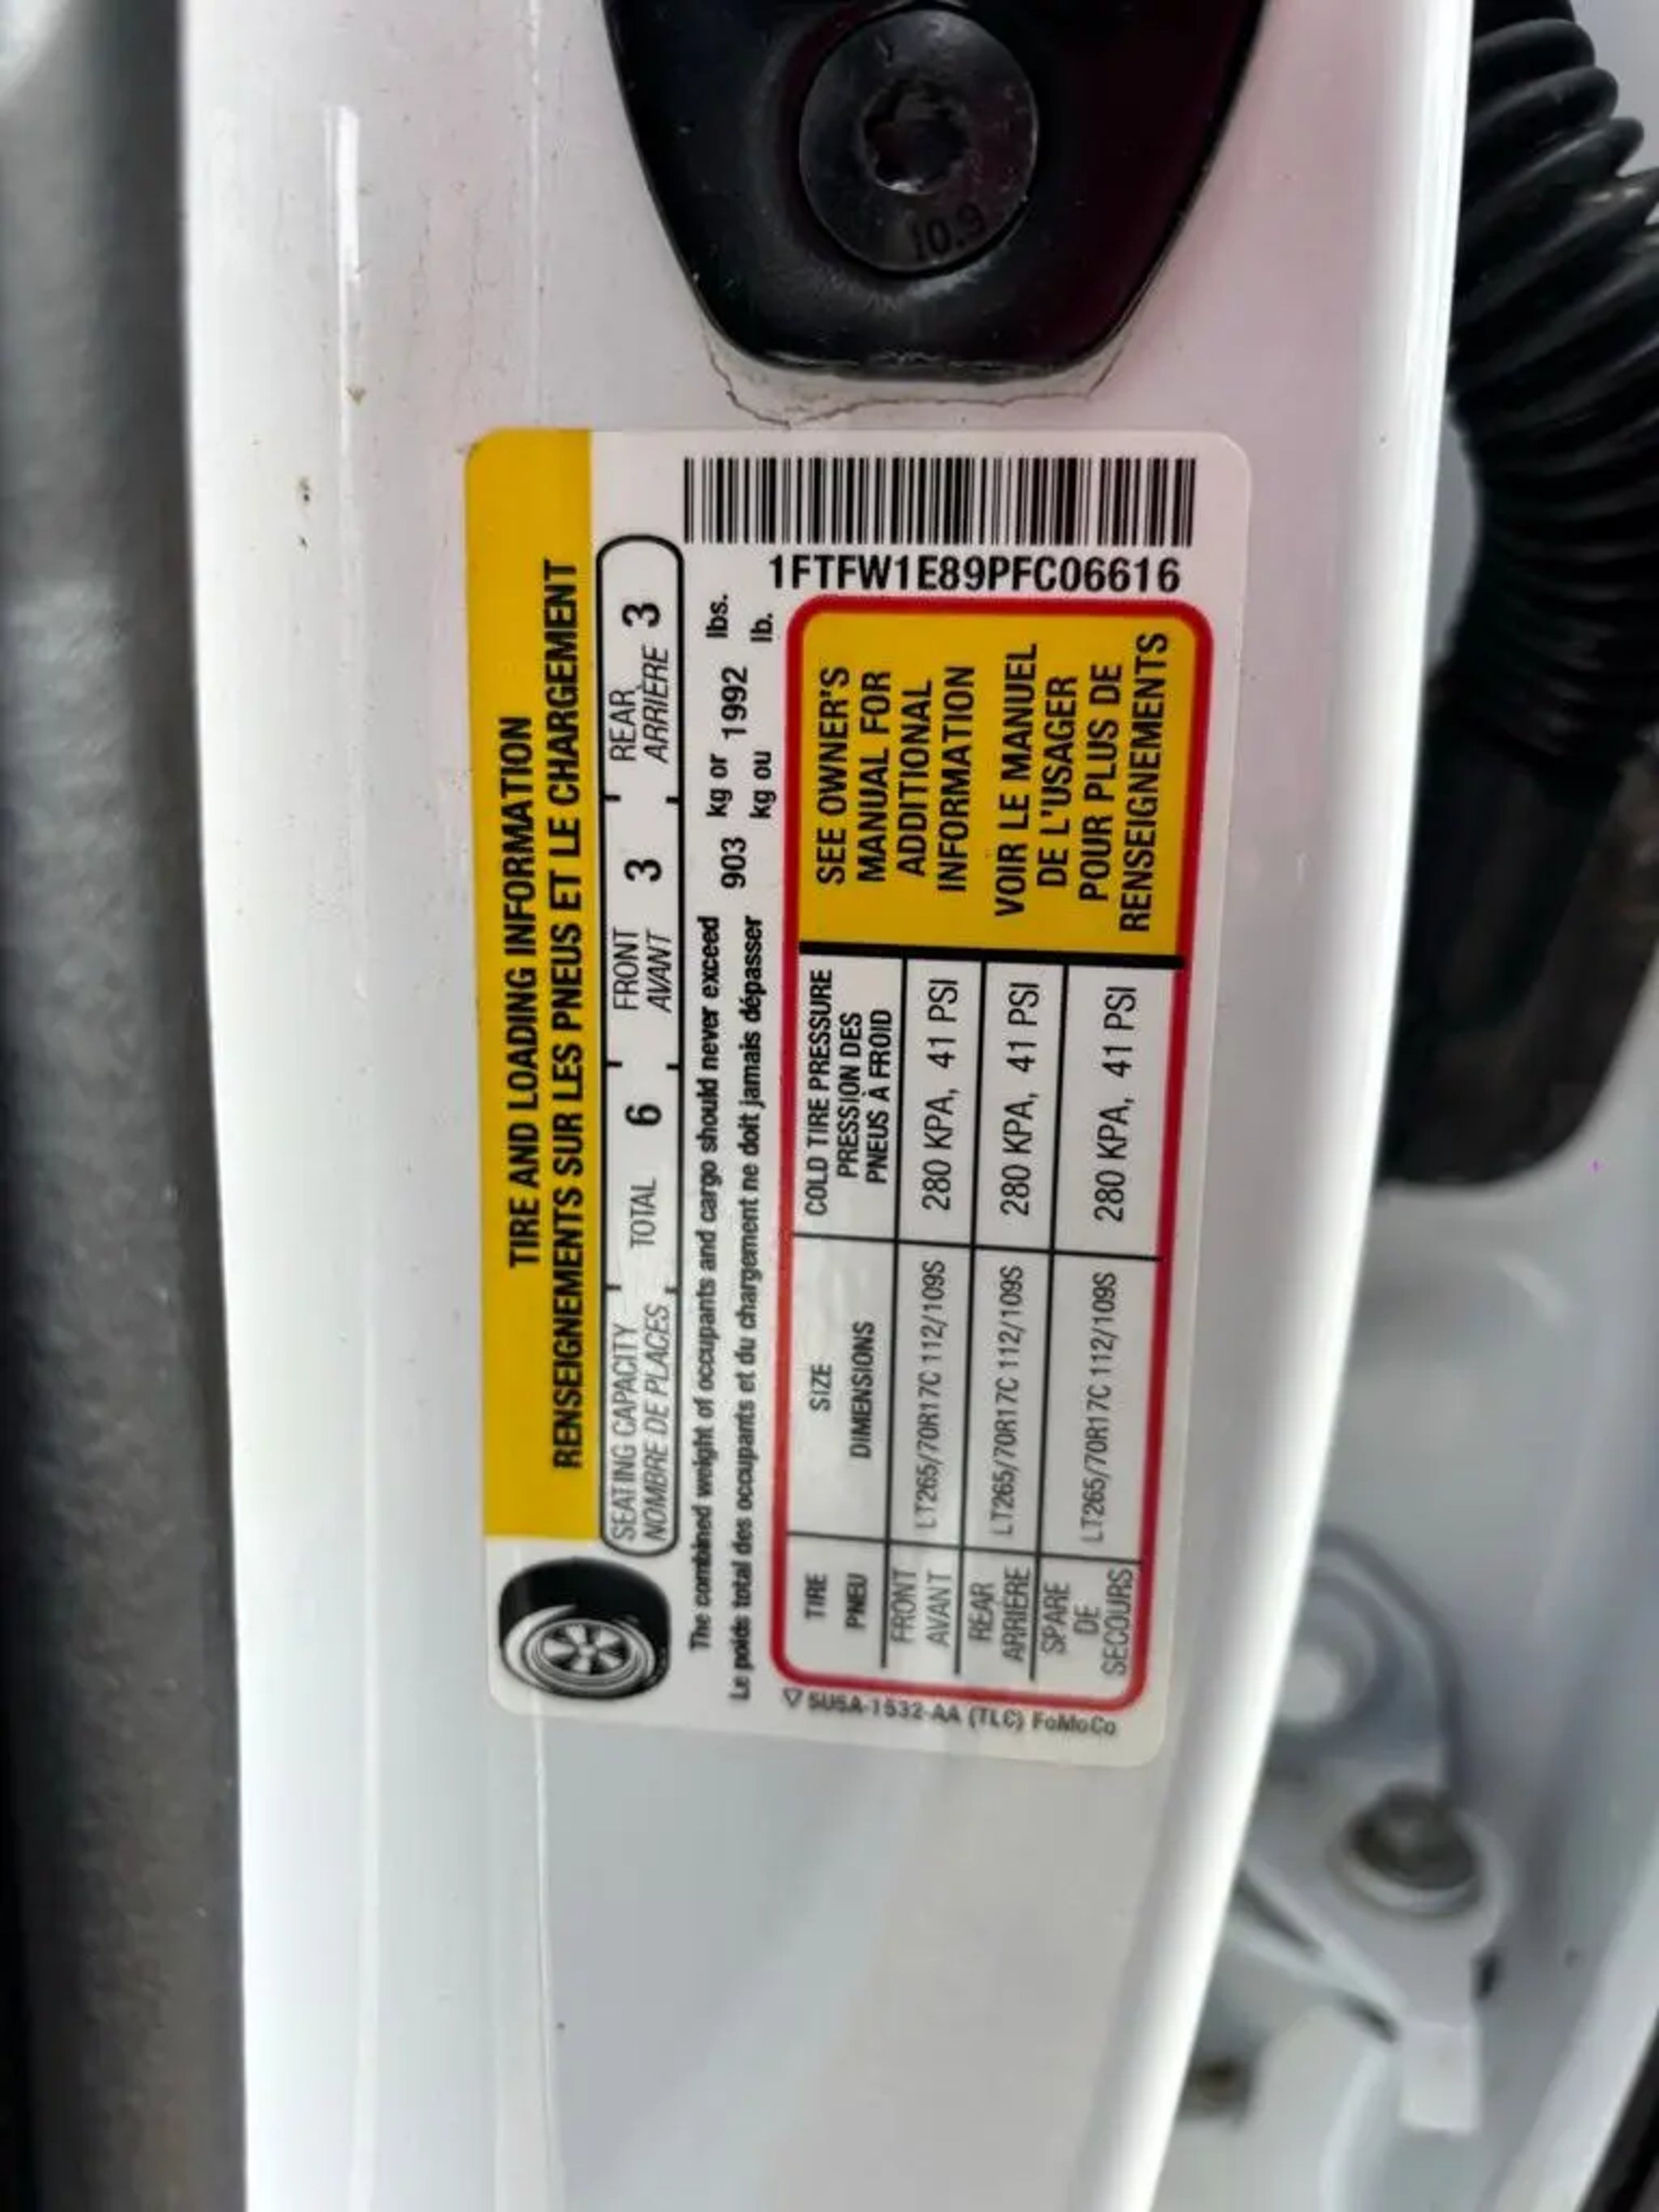 10.9
TIRE AND LOADING INFORMATION
RENSEIGNEMENTS SUR LES PNEUS ET LE CHARGEMENT
SEATING CAPACITY TOTAL 6 FRONT 3 REAR 3
NOMBRE DE PLACES AVANT ARRIÈRE
The combined weight of occupants and cargo should never exceed 903 kg or 1992 lbs.
Le poids total des occupants et du chargement ne doit jamais dépasser kg ou lb.
1FTFW1E89PFC06616
TIRE SIZE COLD TIRE PRESSURE
PNEU DIMENSIONS PRESSION DES
PNEUS À FROID
FRONT
AVANT LT265/70R17C 112/109S 280 KPA, 41 PSI
REAR
ARRIÈRE LT265/70R17C 112/109S 280 KPA, 41 PSI
SPARE
DE
SECOURS LT265/70R17C 112/109S 280 KPA, 41 PSI
SEE OWNER'S
MANUAL FOR
ADDITIONAL
INFORMATION
VOIR LE MANUEL
DE L'USAGER
POUR PLUS DE
RENSEIGNEMENTS
5U5A-1532-AA (TLC) FoMoCo